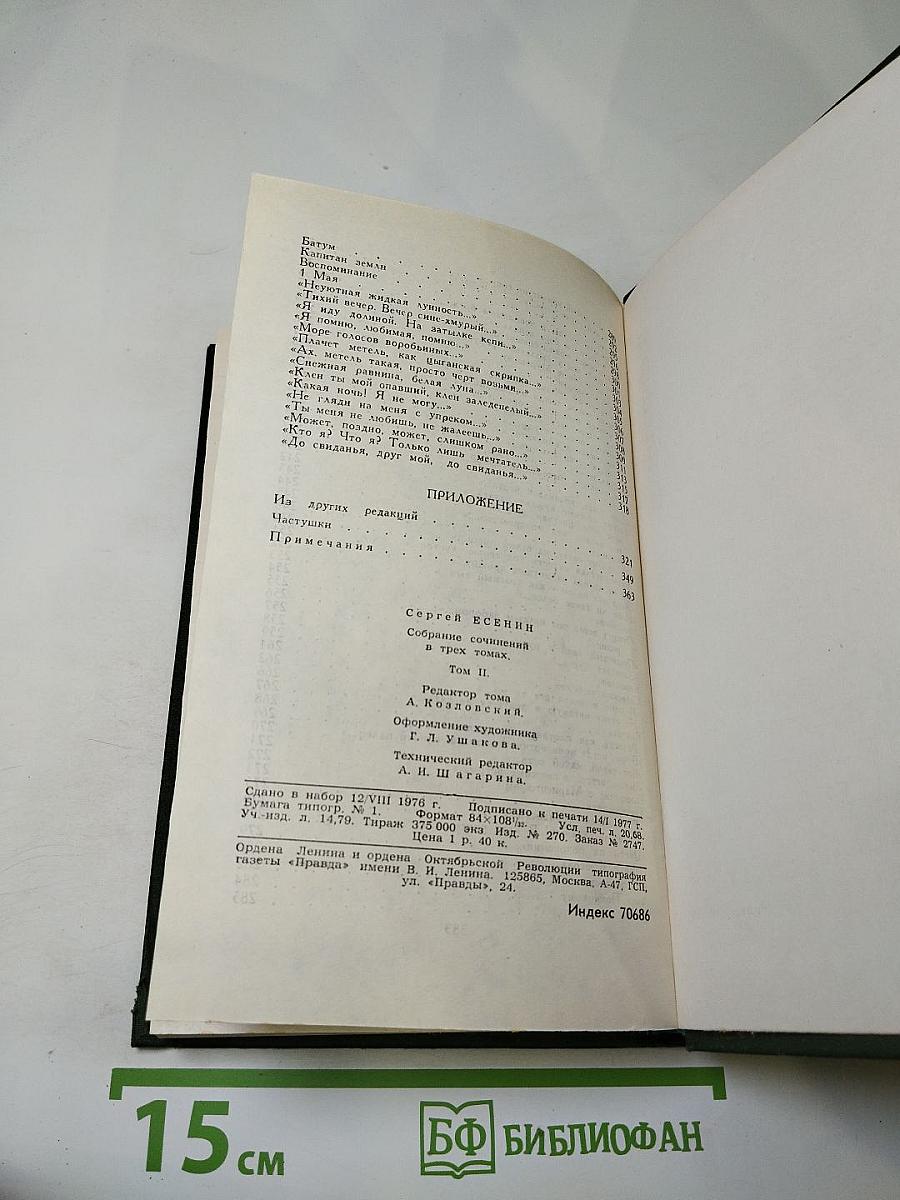 Батум
Капитан земли
Воспоминание
1 Мая
«Неуютная жидкая лунность...»
«Тихий вечер. Вечер сине-хмурый...»
«Я иду долиной. На затылке кепи...»
«Я помню, любимая, помню...»
«Море голосов воробьиных...»
«Плачет метель, как цыганская скрипка...»
«Ах, метель такая, просто черт возьми...»
«Снежная равнина, белая луна...»
«Клен ты мой опавший, клен заледенелый...»
«Какая ночь! Я не могу...»
«Не гляди на меня с упреком...» 313
«Ты меня не любишь, не жалеешь...» 315
«Может, поздно, может, слишком рано...»
«Кто я? Что я? Только лишь мечтатель...» 317
«До свиданья, друг мой, до свиданья...» 318
ПРИЛОЖЕНИЕ
Из других редакций 321
Частушки 349
Примечания 363
Сергей ЕСЕНИН
Собрание сочинений
в трех томах.
Том II.
Редактор тома
А. Козловский.
Оформление художника
Г. Л. Ушакова.
Технический редактор
А. И. Шагарина.
Сдано в набор 12/VIII 1976 г. Подписано к печати 14/I 1977 г.
Бумага типогр. № 1. Формат 84×108¹/₃₂. Усл. печ. л. 20,68.
Уч.-изд. л. 14,79. Тираж 375 000 экз Изд. № 270. Заказ № 2747.
Цена 1 р. 40 к.
Ордена Ленина и ордена Октябрьской Революции типография
газеты «Правда» имени В. И. Ленина. 125865, Москва, А-47, ГСП,
ул. «Правды», 24.
Индекс 70686
15 см
БФ БИБЛИОФАН